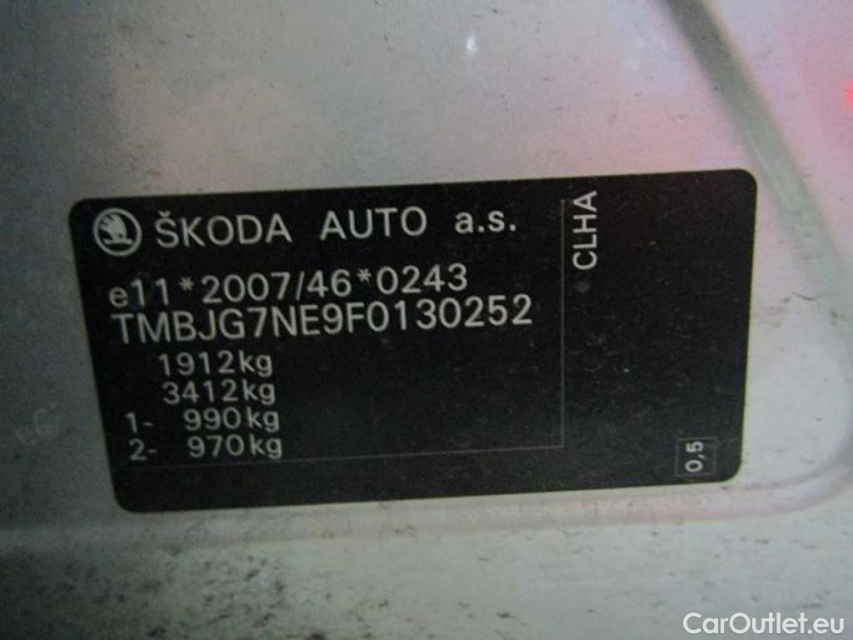 ŠKODA AUTO a.s.
e11*2007/46*0243
TMBJG7NE9F0130252
1912kg
3412kg
1- 990kg
2- 970kg
CLHA
0,5
CarOutlet.eu